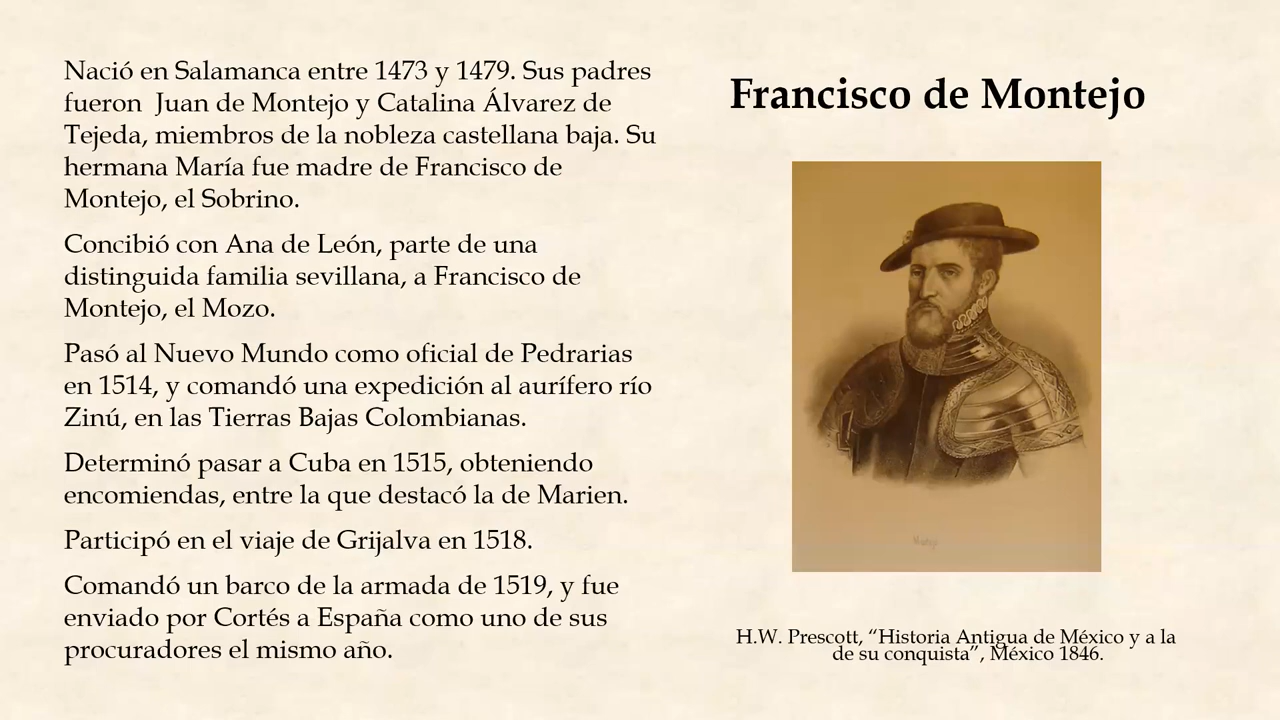 Nació en Salamanca entre 1473 y 1479. Sus padres
fueron  Juan de Montejo y Catalina Álvarez de
Tejeda, miembros de la nobleza castellana baja. Su
hermana María fue madre de Francisco de
Montejo, el Sobrino.
Concibió con Ana de León, parte de una
distinguida familia sevillana, a Francisco de
Montejo, el Mozo.
Pasó al Nuevo Mundo como oficial de Pedrarias
en 1514, y comandó una expedición al aurífero río
Zinú, en las Tierras Bajas Colombianas.
Determinó pasar a Cuba en 1515, obteniendo
encomiendas, entre la que destacó la de Marien.
Participó en el viaje de Grijalva en 1518.
Comandó un barco de la armada de 1519, y fue
enviado por Cortés a España como uno de sus
procuradores el mismo año.
Francisco de Montejo
H.W. Prescott, “Historia Antigua de México y a la
de su conquista”, México 1846.